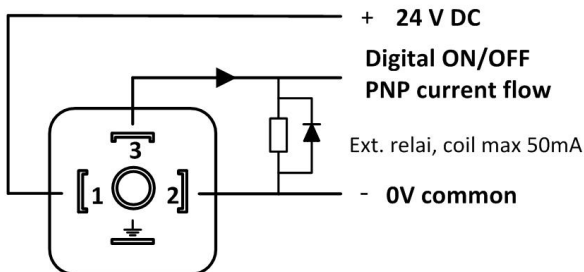 + 24 V DC
Digital ON/OFF
PNP current flow
3
Ext. relai, coil max 50mA
1 2
- 0V common